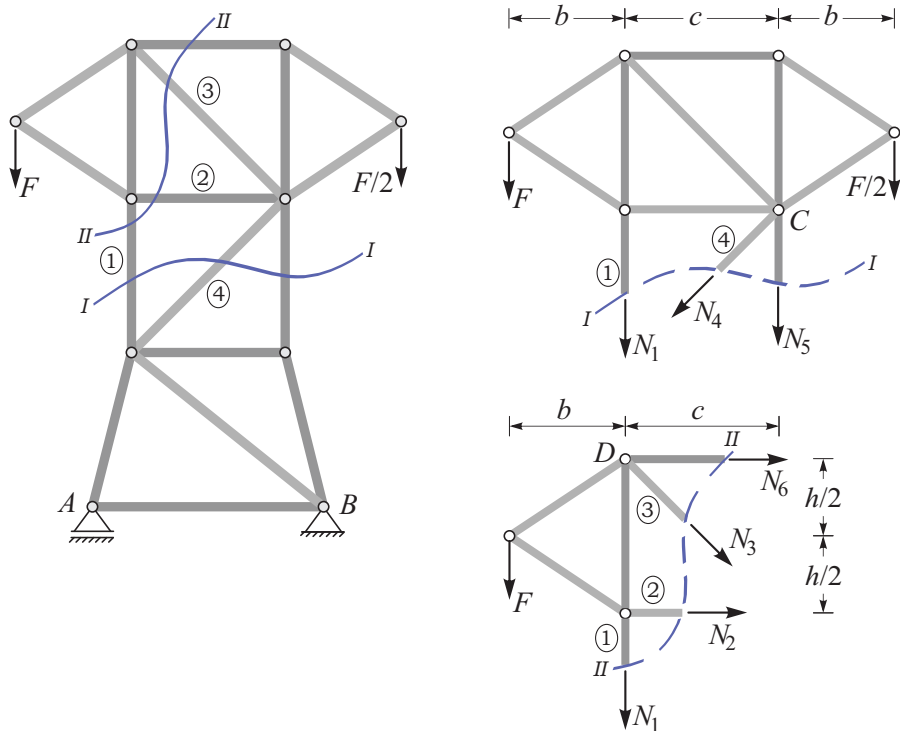 II
③
F
②
F/2
II
①
I
④
I
A
B
b
c
b
F
F/2
④
C
①
I
I
N₄
N₁
N₅
b
c
D
II
N₆
h/2
③
N₃
F
②
h/2
①
N₂
II
N₁